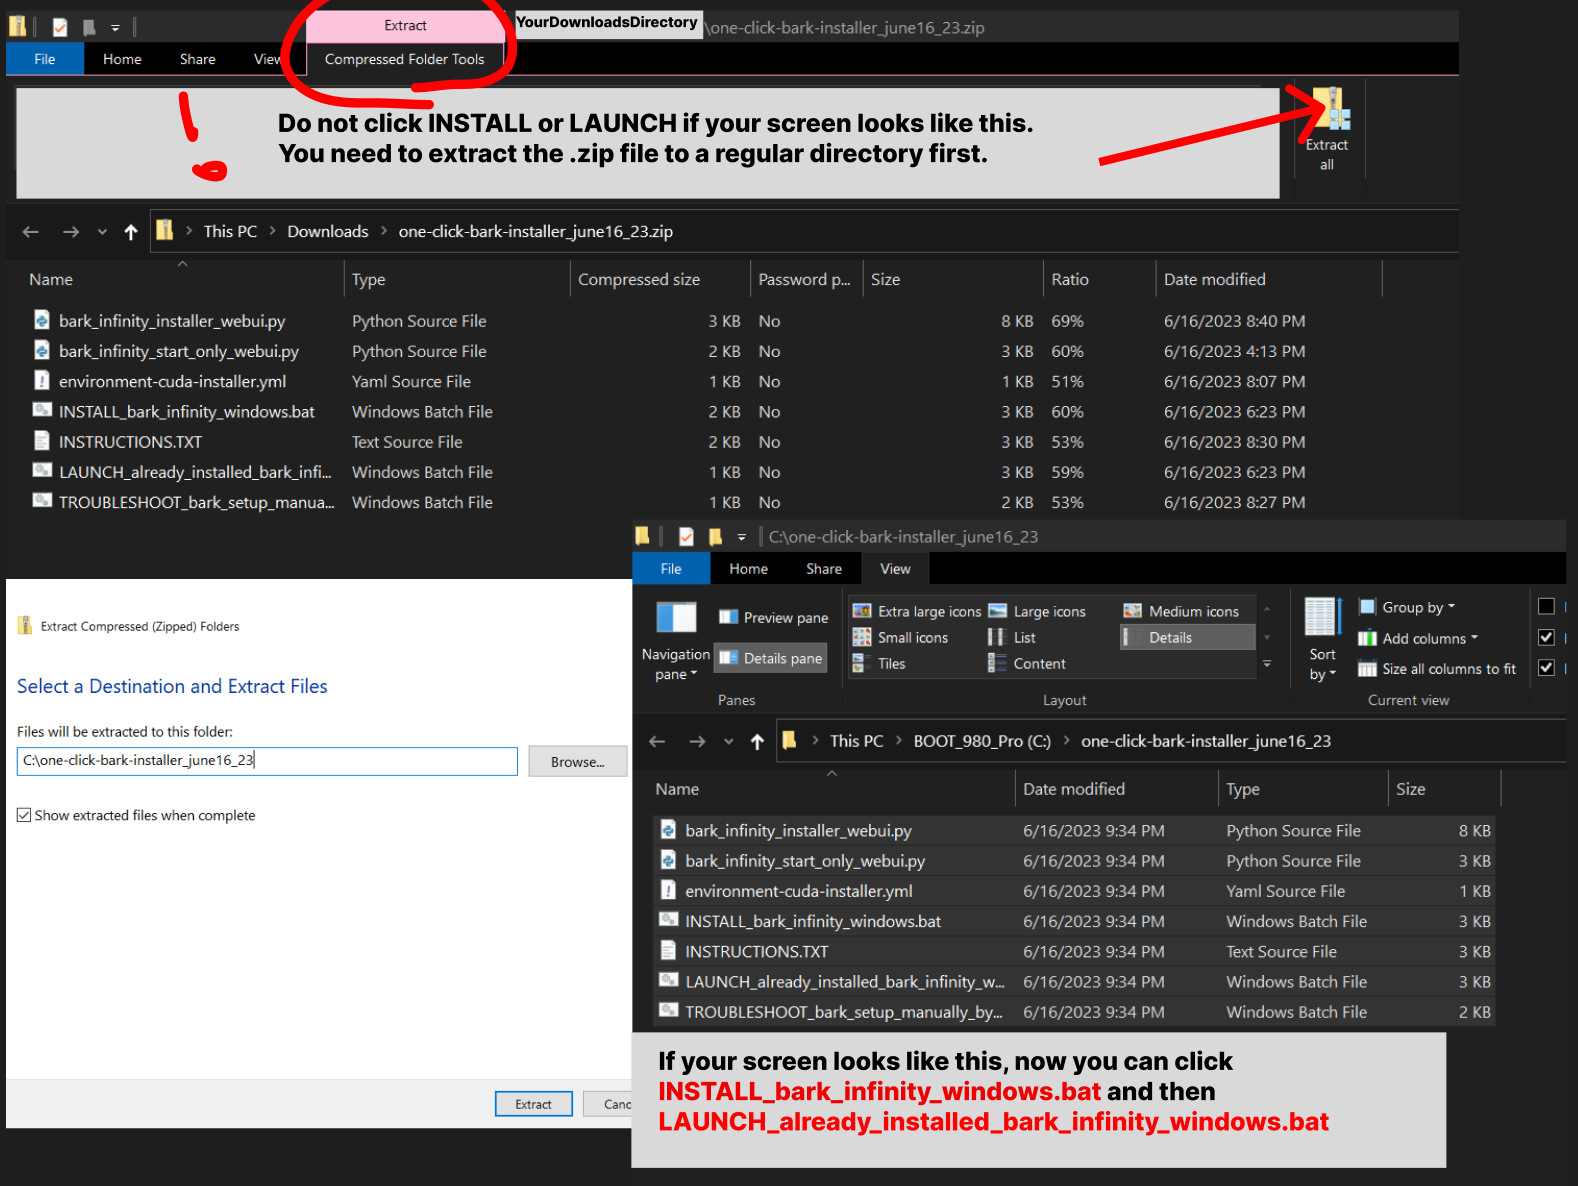 Extract
YourDownloadsDirectory \one-click-bark-installer_june16_23.zip
File Home Share View Compressed Folder Tools
Do not click INSTALL or LAUNCH if your screen looks like this.
You need to extract the .zip file to a regular directory first.
Extract
all
This PC > Downloads > one-click-bark-installer_june16_23.zip
Name Type Compressed size Password p... Size Ratio Date modified
bark_infinity_installer_webui.py Python Source File 3 KB No 8 KB 69% 6/16/2023 8:40 PM
bark_infinity_start_only_webui.py Python Source File 2 KB No 3 KB 60% 6/16/2023 4:13 PM
environment-cuda-installer.yml Yaml Source File 1 KB No 1 KB 51% 6/16/2023 8:07 PM
INSTALL_bark_infinity_windows.bat Windows Batch File 2 KB No 3 KB 60% 6/16/2023 6:23 PM
INSTRUCTIONS.TXT Text Source File 2 KB No 3 KB 53% 6/16/2023 8:30 PM
LAUNCH_already_installed_bark_infi... Windows Batch File 1 KB No 3 KB 59% 6/16/2023 6:23 PM
TROUBLESHOOT_bark_setup_manua... Windows Batch File 1 KB No 2 KB 53% 6/16/2023 8:27 PM
Extract Compressed (Zipped) Folders
Select a Destination and Extract Files
Files will be extracted to this folder:
C:\one-click-bark-installer_june16_23
Browse...
Show extracted files when complete
Extract
C:\one-click-bark-installer_june16_23
File Home Share View
Navigation
pane
Preview pane
Details pane
Panes
Extra large icons Large icons Medium icons
Small icons List Details
Tiles Content
Layout
Sort
by
Group by
Add columns
Size all columns to fit
Current view
This PC > BOOT_980_Pro (C:) > one-click-bark-installer_june16_23
Name Date modified Type Size
bark_infinity_installer_webui.py 6/16/2023 9:34 PM Python Source File 8 KB
bark_infinity_start_only_webui.py 6/16/2023 9:34 PM Python Source File 3 KB
environment-cuda-installer.yml 6/16/2023 9:34 PM Yaml Source File 1 KB
INSTALL_bark_infinity_windows.bat 6/16/2023 9:34 PM Windows Batch File 3 KB
INSTRUCTIONS.TXT 6/16/2023 9:34 PM Text Source File 3 KB
LAUNCH_already_installed_bark_infinity_w... 6/16/2023 9:34 PM Windows Batch File 3 KB
TROUBLESHOOT_bark_setup_manually_by... 6/16/2023 9:34 PM Windows Batch File 2 KB
If your screen looks like this, now you can click
INSTALL_bark_infinity_windows.bat and then
LAUNCH_already_installed_bark_infinity_windows.bat